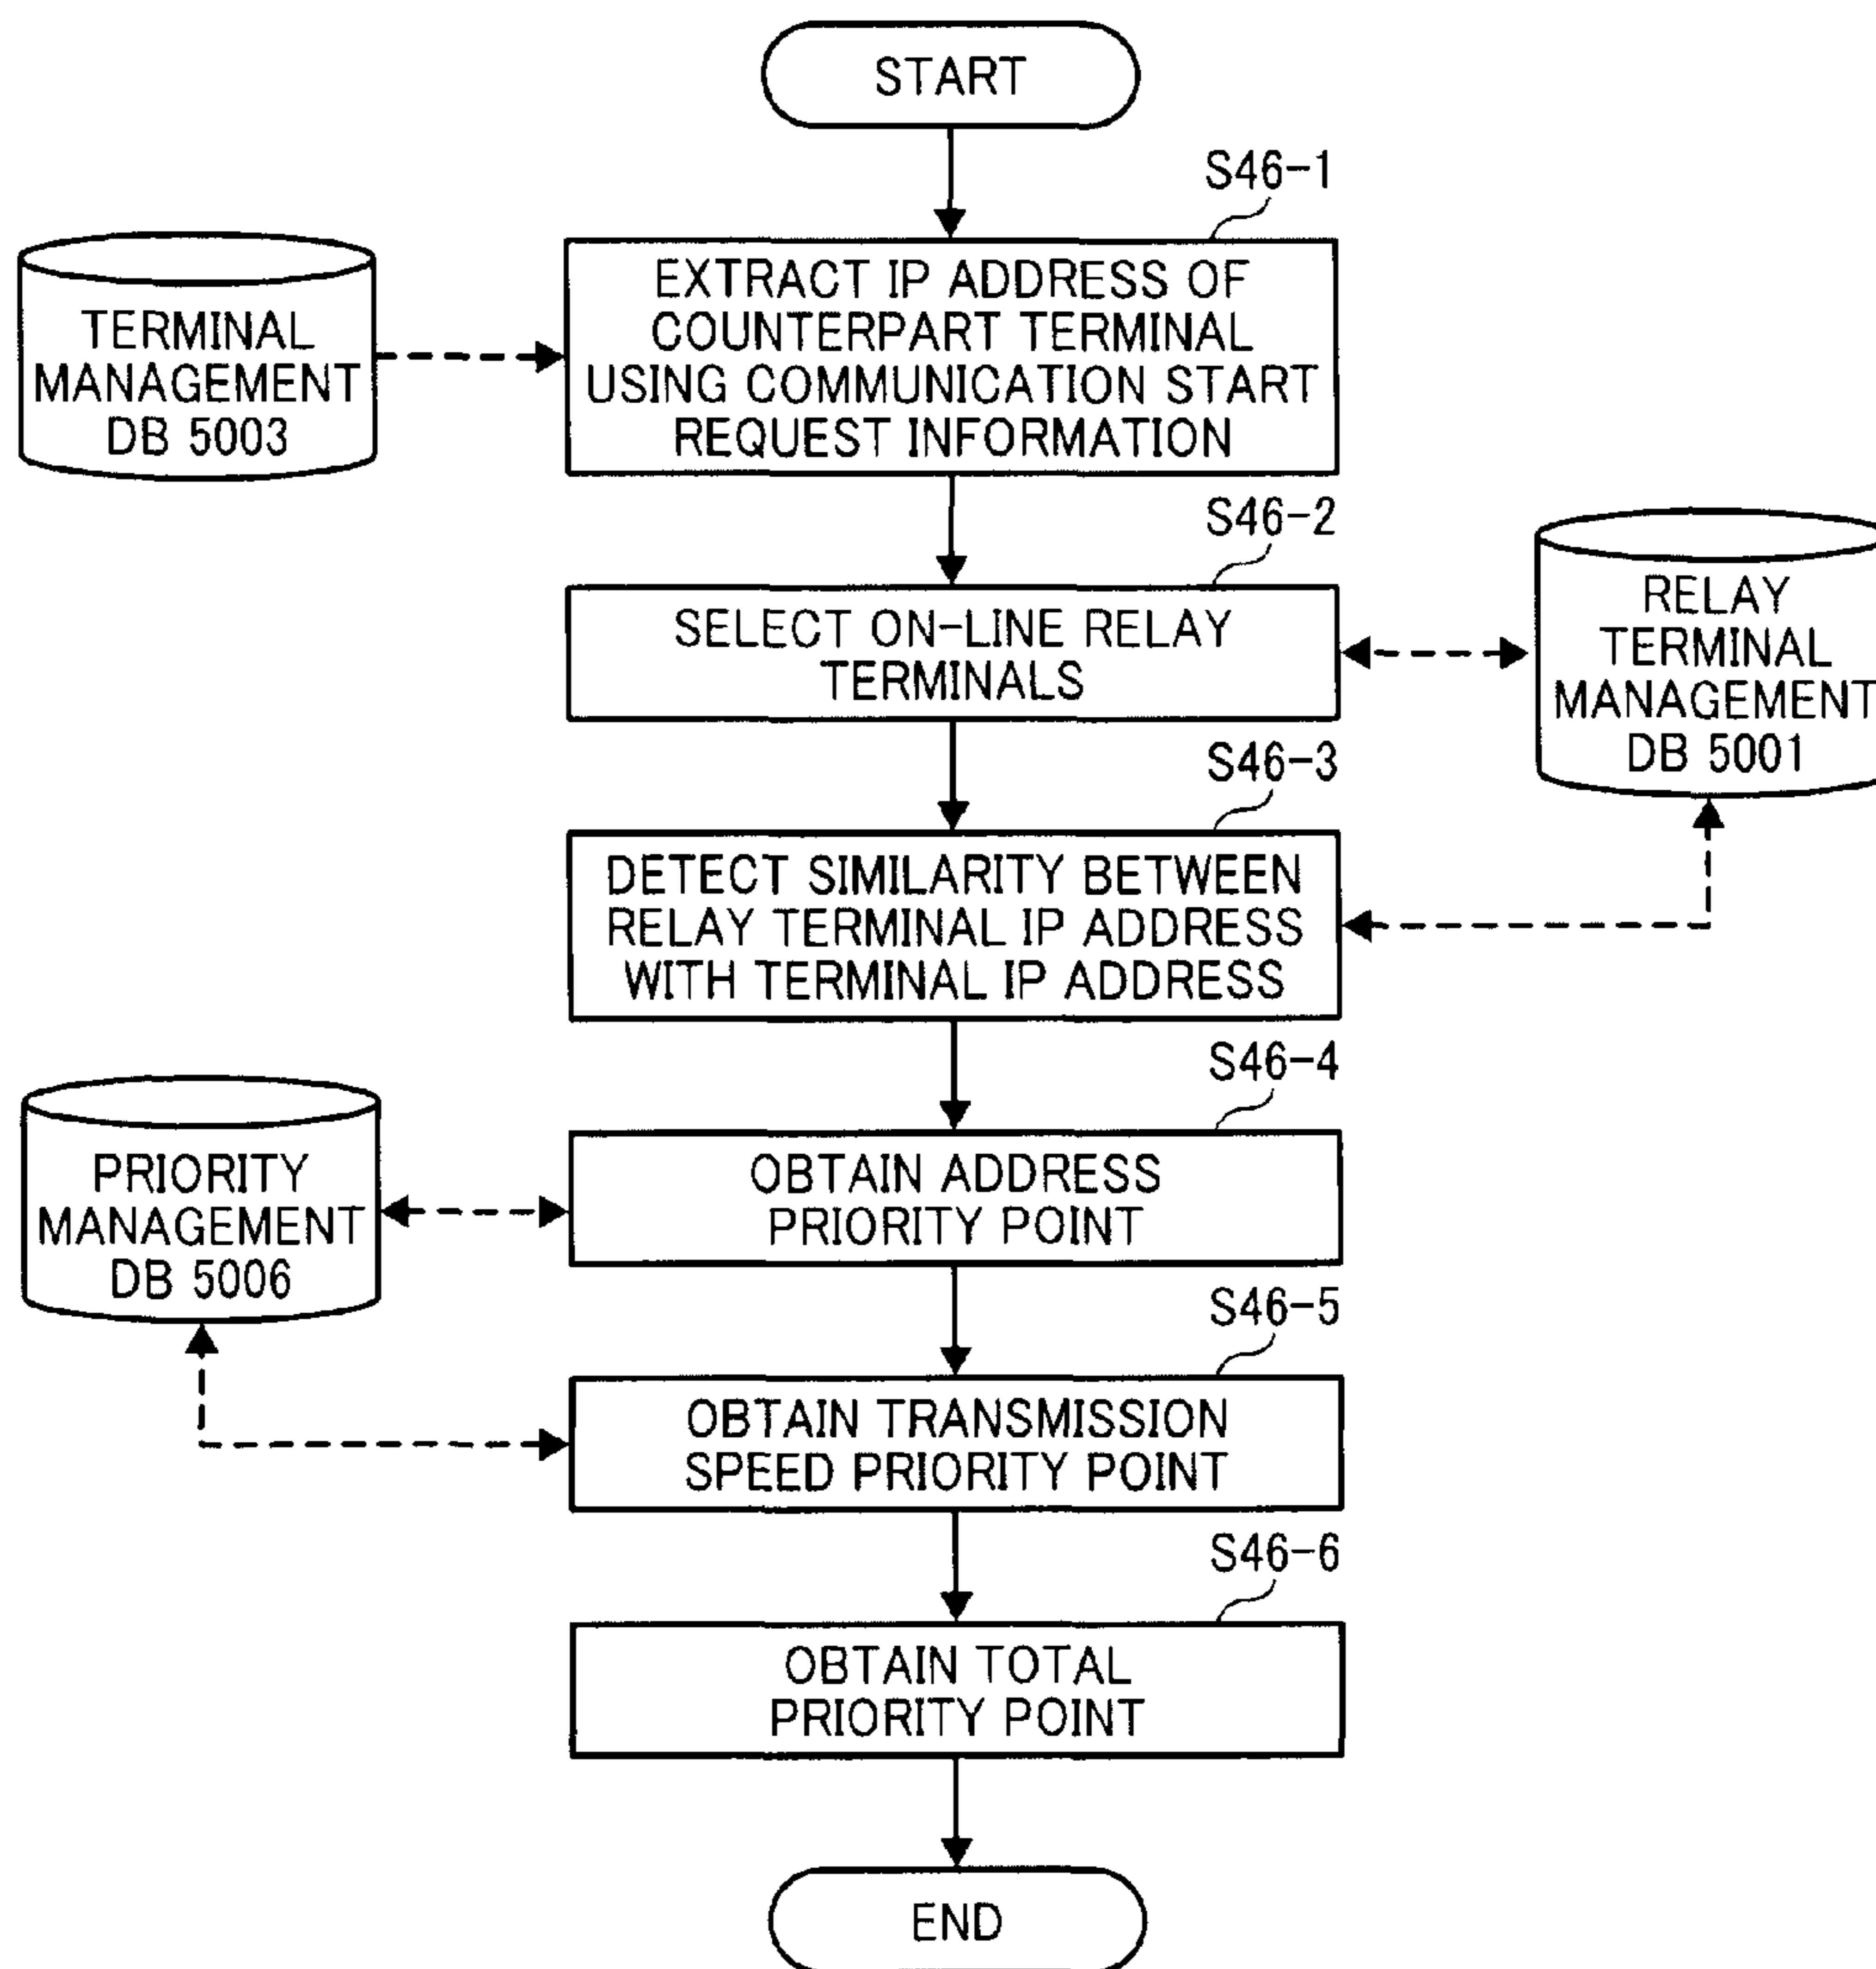 START
S46-1
TERMINAL
MANAGEMENT
DB 5003
EXTRACT IP ADDRESS OF
COUNTERPART TERMINAL
USING COMMUNICATION START
REQUEST INFORMATION
S46-2
SELECT ON-LINE RELAY
TERMINALS
RELAY
TERMINAL
MANAGEMENT
DB 5001
S46-3
DETECT SIMILARITY BETWEEN
RELAY TERMINAL IP ADDRESS
WITH TERMINAL IP ADDRESS
S46-4
PRIORITY
MANAGEMENT
DB 5006
OBTAIN ADDRESS
PRIORITY POINT
S46-5
OBTAIN TRANSMISSION
SPEED PRIORITY POINT
S46-6
OBTAIN TOTAL
PRIORITY POINT
END